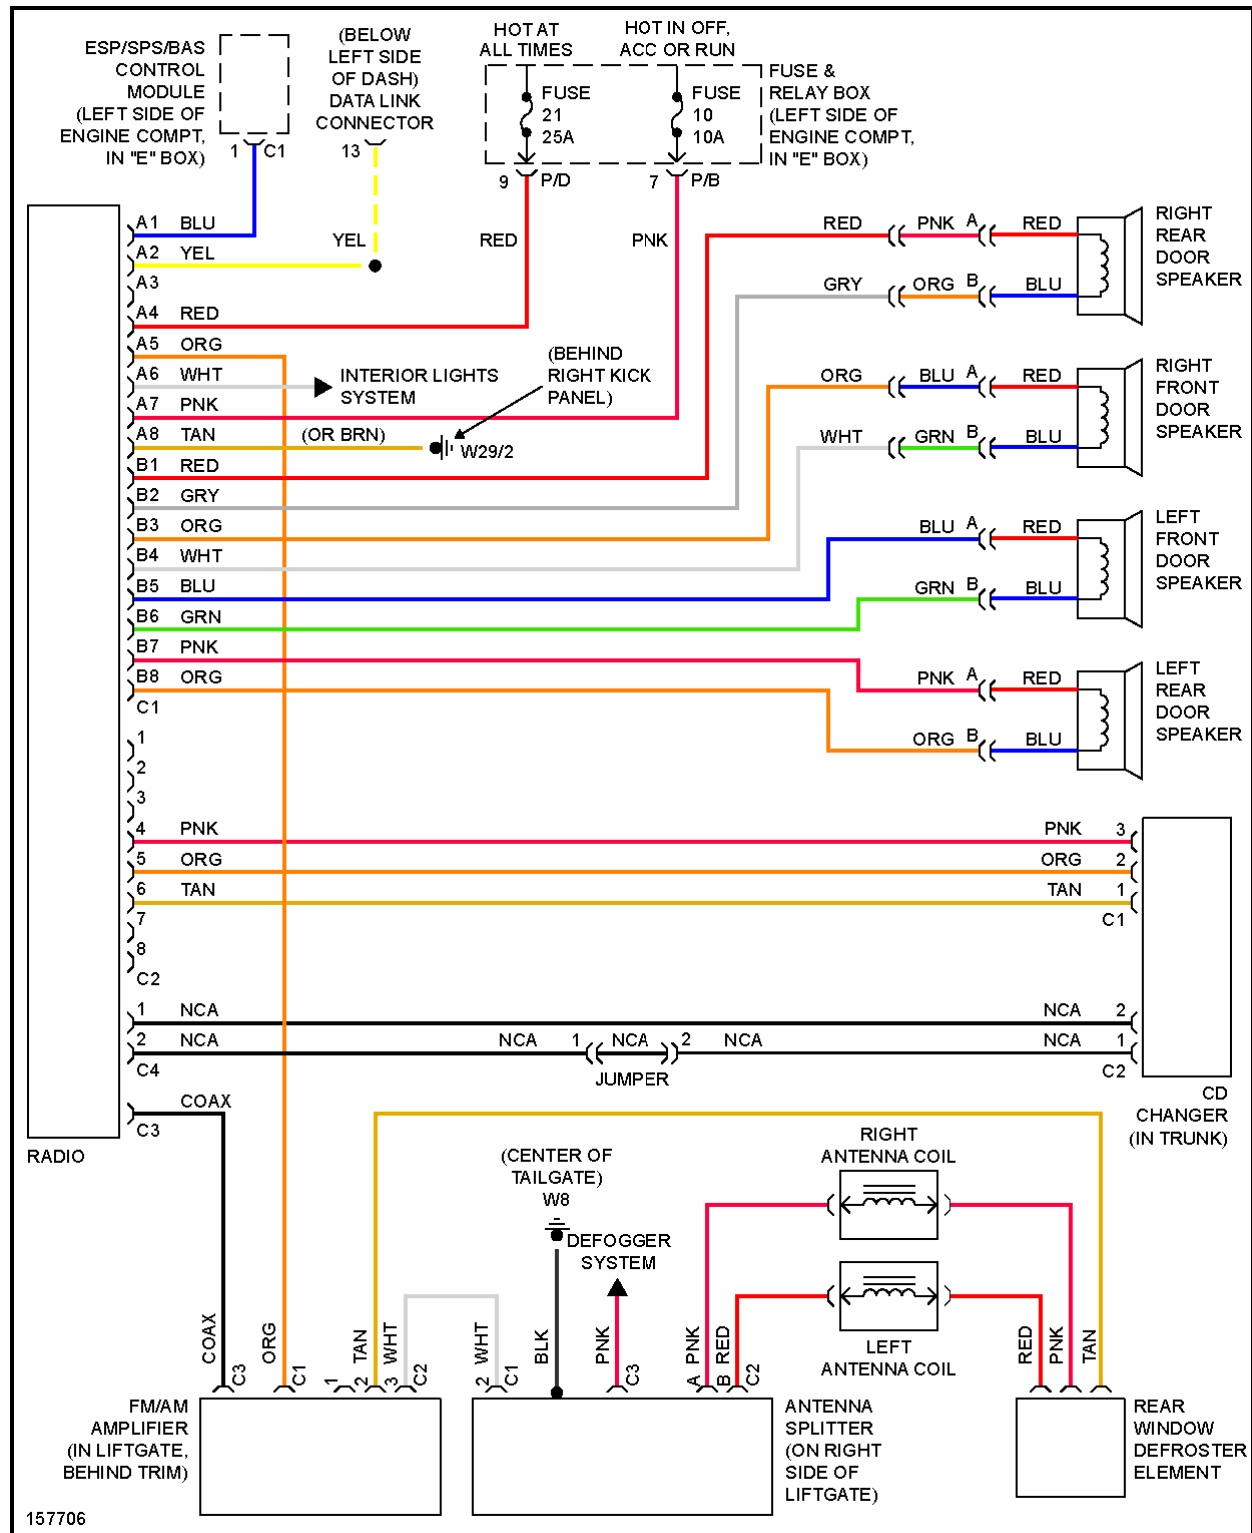 ESP/SPS/BAS
CONTROL
MODULE
(LEFT SIDE OF
ENGINE COMPT,
IN "E" BOX)
1 C1
(BELOW
LEFT SIDE
OF DASH)
DATA LINK
CONNECTOR
13
HOT AT
ALL TIMES
HOT IN OFF,
ACC OR RUN
FUSE
21
25A
FUSE
10
10A
FUSE &
RELAY BOX
(LEFT SIDE OF
ENGINE COMPT,
IN "E" BOX)
9 P/D
7 P/B
YEL
RED
PNK
A1 BLU
A2 YEL
A3
A4 RED
A5 ORG
A6 WHT
INTERIOR LIGHTS
SYSTEM
A7 PNK
A8 TAN (OR BRN)
W29/2
(BEHIND
RIGHT KICK
PANEL)
B1 RED
B2 GRY
B3 ORG
B4 WHT
B5 BLU
B6 GRN
B7 PNK
B8 ORG
C1
RED PNK A RED
GRY ORG B BLU
RIGHT
REAR
DOOR
SPEAKER
ORG BLU A RED
WHT GRN B BLU
RIGHT
FRONT
DOOR
SPEAKER
BLU A RED
GRN B BLU
LEFT
FRONT
DOOR
SPEAKER
PNK A RED
ORG B BLU
LEFT
REAR
DOOR
SPEAKER
1
2
3
4 PNK PNK 3
5 ORG ORG 2
6 TAN TAN 1
C1
7
8
C2
1 NCA NCA 2
2 NCA NCA 1 NCA 2 NCA NCA 1
C4 JUMPER C2
COAX
C3
RADIO
CD
CHANGER
(IN TRUNK)
RIGHT
ANTENNA COIL
(CENTER OF
TAILGATE)
W8
DEFOGGER
SYSTEM
LEFT
ANTENNA COIL
COAX
C3
ORG
C1
1
2
TAN
3
WHT
C2
2
WHT
C1
BLK
PNK
C3
A
PNK
B
RED
C2
RED
PNK
TAN
FM/AM
AMPLIFIER
(IN LIFTGATE,
BEHIND TRIM)
ANTENNA
SPLITTER
(ON RIGHT
SIDE OF
LIFTGATE)
REAR
WINDOW
DEFROSTER
ELEMENT
157706